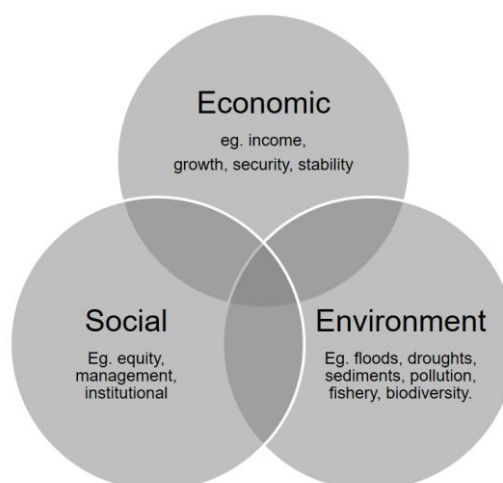 Economic
eg. income,
growth, security, stability
Social
Eg. equity,
management,
institutional
Environment
Eg. floods, droughts,
sediments, pollution,
fishery, biodiversity.